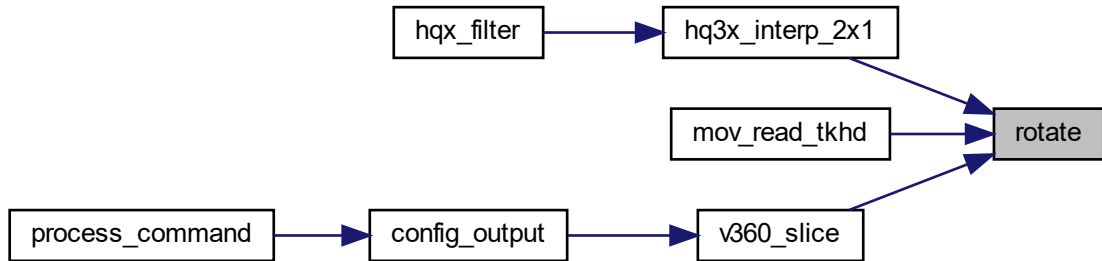 hqx_filter
hq3x_interp_2x1
mov_read_tkhd
rotate
process_command
config_output
v360_slice